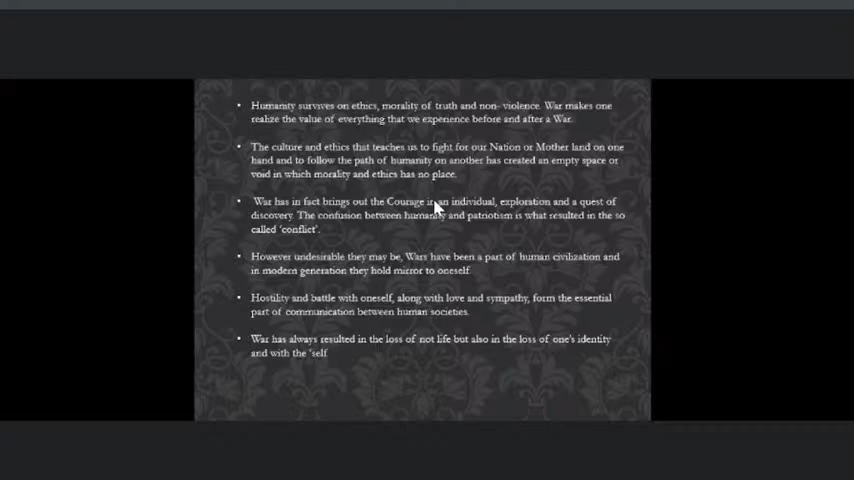 • Humanity survives on ethics, morality of truth and non- violence. War makes one
realize the value of everything that we experience before and after a War.
• The culture and ethics that teaches us to fight for our Nation or Mother land on one
hand and to follow the path of humanity on another has created an empty space or
void in which morality and ethics has no place.
• War has in fact brings out the Courage in an individual, exploration and a quest of
discovery. The confusion between humanity and patriotism is what resulted in the so
called ‘conflict’.
• However undesirable they may be, Wars have been a part of human civilization and
in modern generation they hold mirror to oneself.
• Hostility and battle with oneself, along with love and sympathy, form the essential
part of communication between human societies.
• War has always resulted in the loss of not life but also in the loss of one’s identity
and with the ‘self